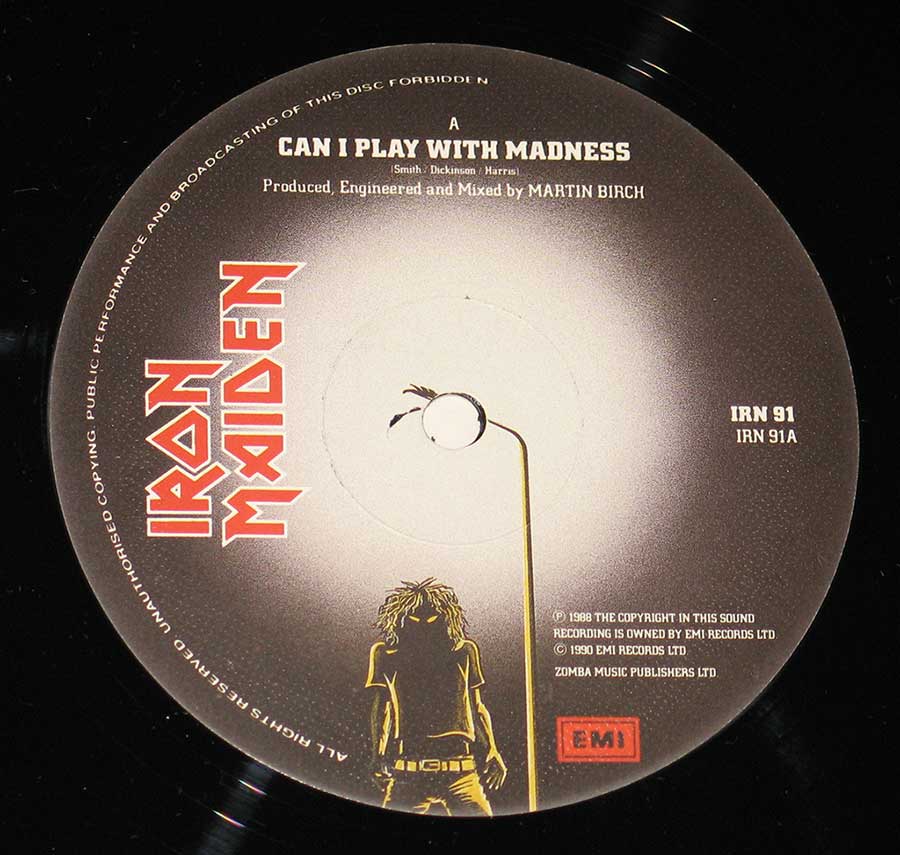 A
CAN I PLAY WITH MADNESS
(Smith / Dickinson / Harris)
Produced, Engineered and Mixed by MARTIN BIRCH
IRON
MAIDEN
IRN 91
IRN 91A
Ⓟ 1988 THE COPYRIGHT IN THIS SOUND
RECORDING IS OWNED BY EMI RECORDS LTD
© 1990 EMI RECORDS LTD
ZOMBA MUSIC PUBLISHERS LTD
EMI
ALL RIGHTS RESERVED UNAUTHORISED COPYING PUBLIC PERFORMANCE AND BROADCASTING OF THIS DISC FORBIDDEN